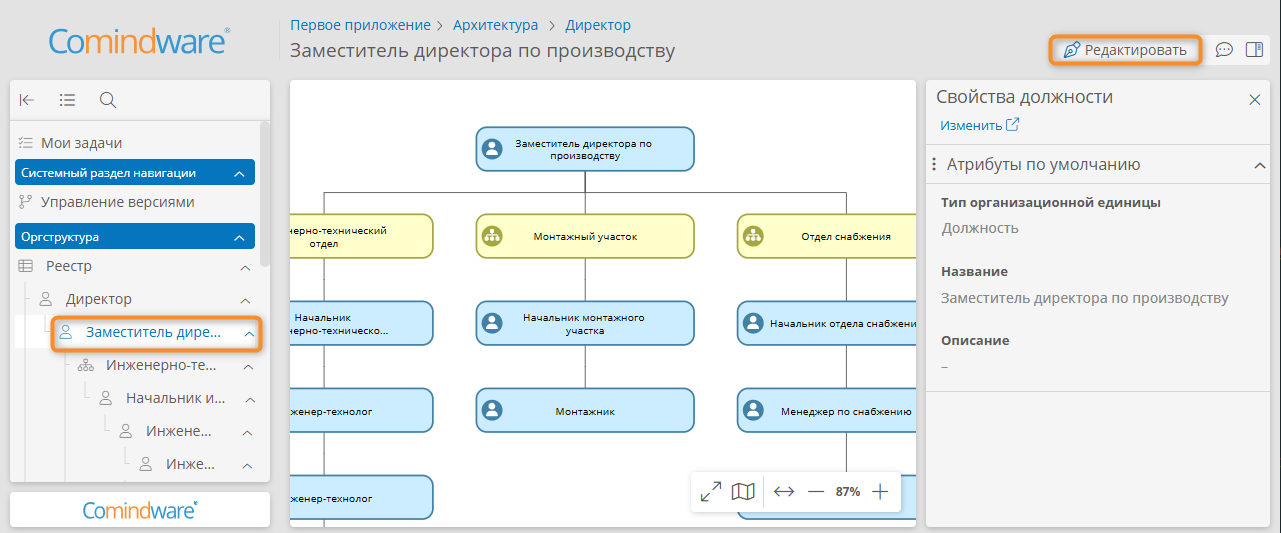 Comindware®
Первое приложение > Архитектура > Директор
Заместитель директора по производству
Редактировать
Мои задачи
Системный раздел навигации
Управление версиями
Оргструктура
Реестр
Директор
Заместитель дире...
Инженерно-те...
Начальник и...
Инжене...
Инже...
Comindware
Заместитель директора по
производству
нерно-технический
отдел
Монтажный участок
Отдел снабжения
Начальник
нерно-техническо...
Начальник монтажного
участка
Начальник отдела снабжени
женер-технолог
Монтажник
Менеджер по снабжению
женер-технолог
87%
Свойства должности
Изменить
Атрибуты по умолчанию
Тип организационной единицы
Должность
Название
Заместитель директора по производству
Описание
–